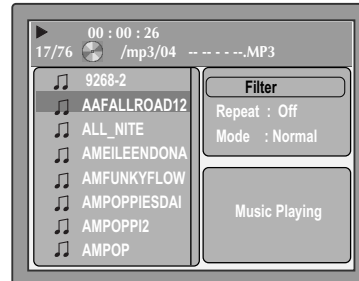 00 : 00 : 26
17/76 /mp3/04 -- -- - - --.MP3
9268-2
AAFALLROAD12
ALL_NITE
AMEILEENDONA
AMFUNKYFLOW
AMPOPPIESDAI
AMPOPPI2
AMPOP
Filter
Repeat : Off
Mode : Normal
Music Playing